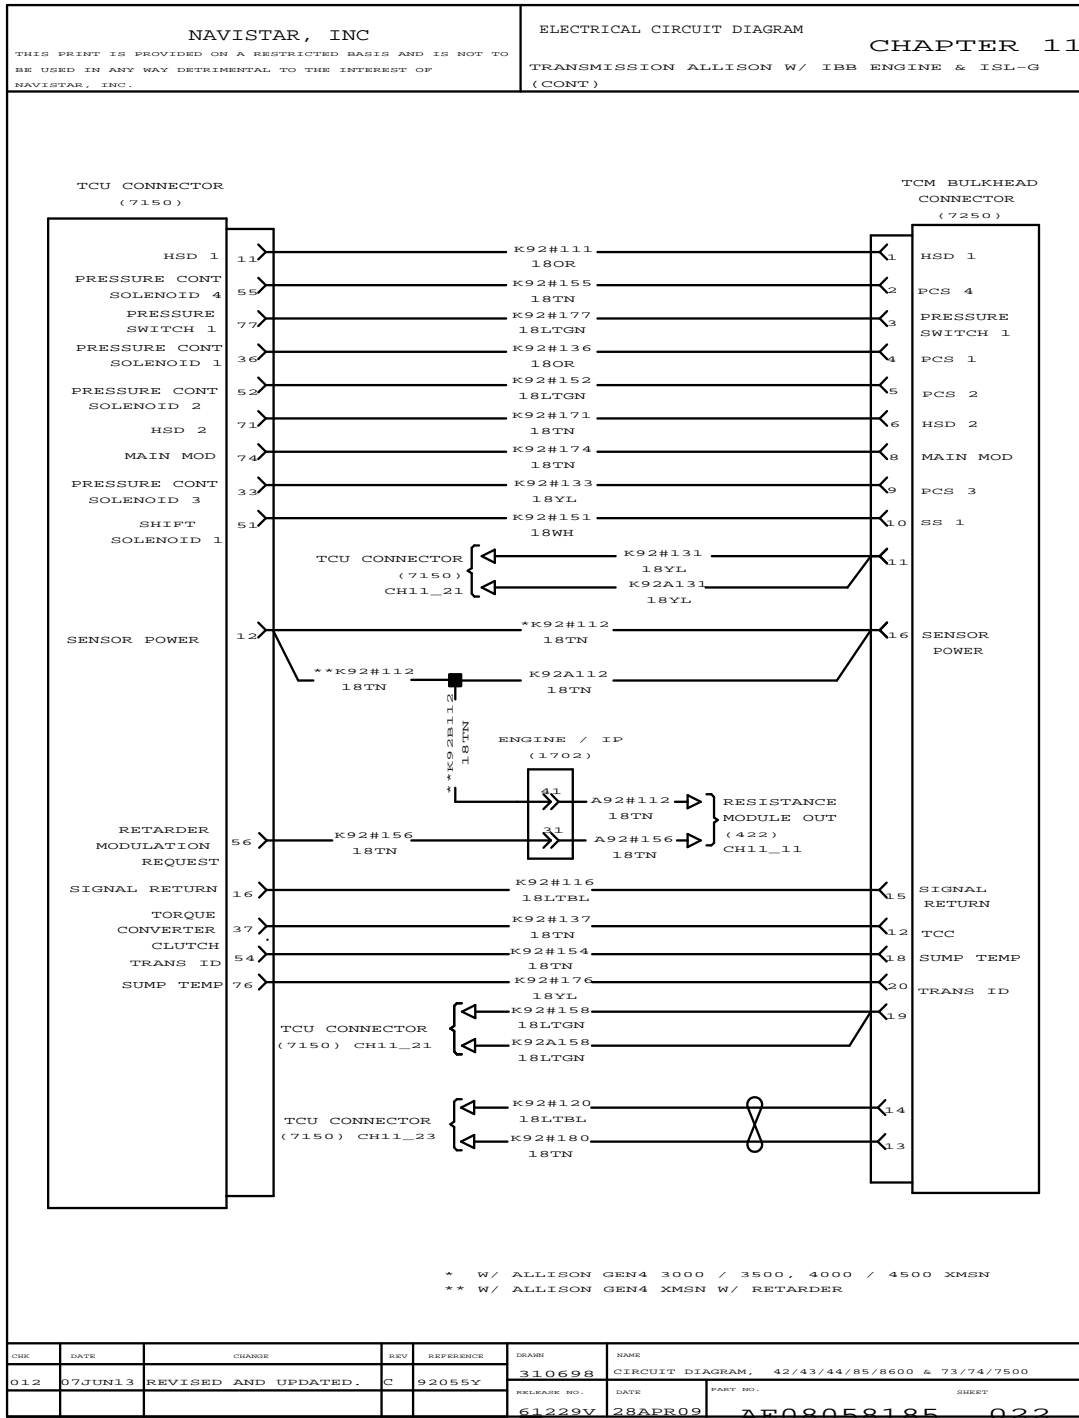 NAVISTAR, INC
THIS PRINT IS PROVIDED ON A RESTRICTED BASIS AND IS NOT TO
BE USED IN ANY WAY DETRIMENTAL TO THE INTEREST OF
NAVISTAR, INC.
ELECTRICAL CIRCUIT DIAGRAM
CHAPTER 11
TRANSMISSION ALLISON W/ IBB ENGINE & ISL-G
(CONT)
TCU CONNECTOR
(7150)
TCM BULKHEAD
CONNECTOR
(7250)
HSD 1 11 K92#111 1 HSD 1
18OR
PRESSURE CONT
SOLENOID 4 55 K92#155 2 PCS 4
18TN
PRESSURE
SWITCH 1 77 K92#177 3 PRESSURE
SWITCH 1
18LTGN
PRESSURE CONT
SOLENOID 1 36 K92#136 4 PCS 1
18OR
PRESSURE CONT
SOLENOID 2 52 K92#152 5 PCS 2
18LTGN
HSD 2 71 K92#171 6 HSD 2
18TN
MAIN MOD 74 K92#174 8 MAIN MOD
18TN
PRESSURE CONT
SOLENOID 3 33 K92#133 9 PCS 3
18YL
SHIFT
SOLENOID 1 51 K92#151 10 SS 1
18WH
TCU CONNECTOR
(7150)
CH11_21
K92#131 11
18YL
K92A131
18YL
SENSOR POWER 12 *K92#112 16 SENSOR
POWER
18TN
**K92#112
18TN
K92A112
18TN
**K92B112
18TN
ENGINE / IP
(1702)
41 A92#112
18TN
RESISTANCE
MODULE OUT
(422)
CH11_11
RETARDER
MODULATION
REQUEST
56 K92#156 31 A92#156
18TN 18TN
SIGNAL RETURN 16 K92#116 15 SIGNAL
RETURN
18LTBL
TORQUE
CONVERTER
CLUTCH
37 K92#137 12 TCC
18TN
TRANS ID 54 K92#154 18 SUMP TEMP
18TN
SUMP TEMP 76 K92#176 20 TRANS ID
18YL
TCU CONNECTOR
(7150) CH11_21
K92#158 19
18LTGN
K92A158
18LTGN
TCU CONNECTOR
(7150) CH11_23
K92#120 14
18LTBL
K92#180 13
18TN
* W/ ALLISON GEN4 3000 / 3500, 4000 / 4500 XMSN
** W/ ALLISON GEN4 XMSN W/ RETARDER
CHK DATE CHANGE REV REFERENCE
012 07JUN13 REVISED AND UPDATED. C 92055Y
DRAWN
310698
NAME
CIRCUIT DIAGRAM, 42/43/44/85/8600 & 73/74/7500
RELEASE NO.
61229V
DATE
28APR09
PART NO.
AF08058185
SHEET
022